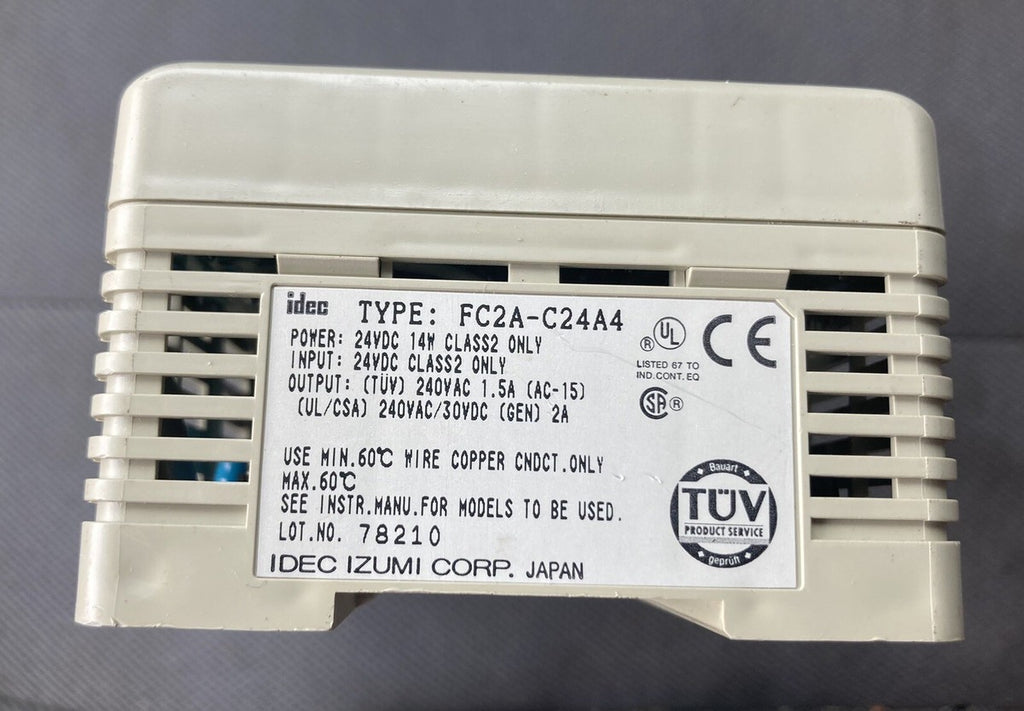 idec TYPE: FC2A-C24A4
POWER: 24VDC 14W CLASS2 ONLY
INPUT: 24VDC CLASS2 ONLY
OUTPUT: (TÜV) 240VAC 1.5A (AC-15)
(UL/CSA) 240VAC/30VDC (GEN) 2A
USE MIN.60℃ WIRE COPPER CNDCT.ONLY
MAX.60℃
SEE INSTR.MANU.FOR MODELS TO BE USED.
LOT.NO. 78210
IDEC IZUMI CORP. JAPAN
UL ®
LISTED 67 TO
IND.CONT.EQ
CE
SA ®
Bauart
TÜV
PRODUCT SERVICE
geprüft